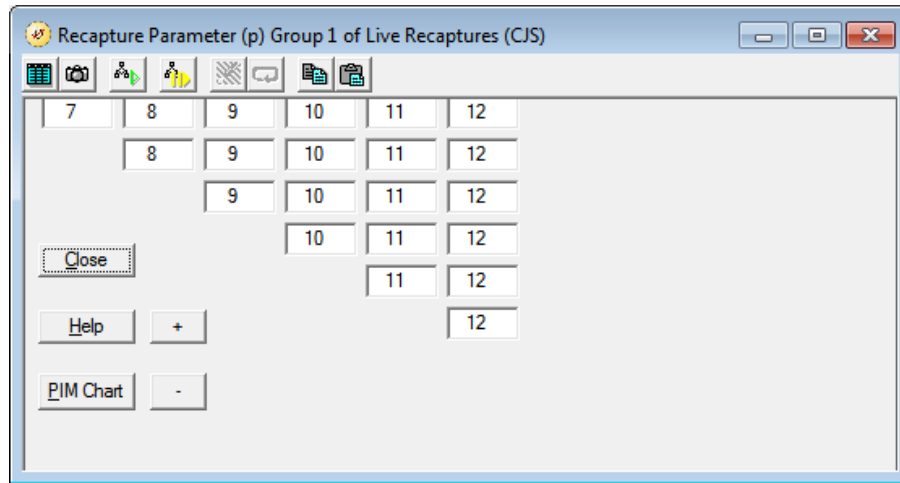 Recapture Parameter (p) Group 1 of Live Recaptures (CJS)
7 8 9 10 11 12
8 9 10 11 12
9 10 11 12
10 11 12
Close
11 12
Help + 12
PIM Chart -